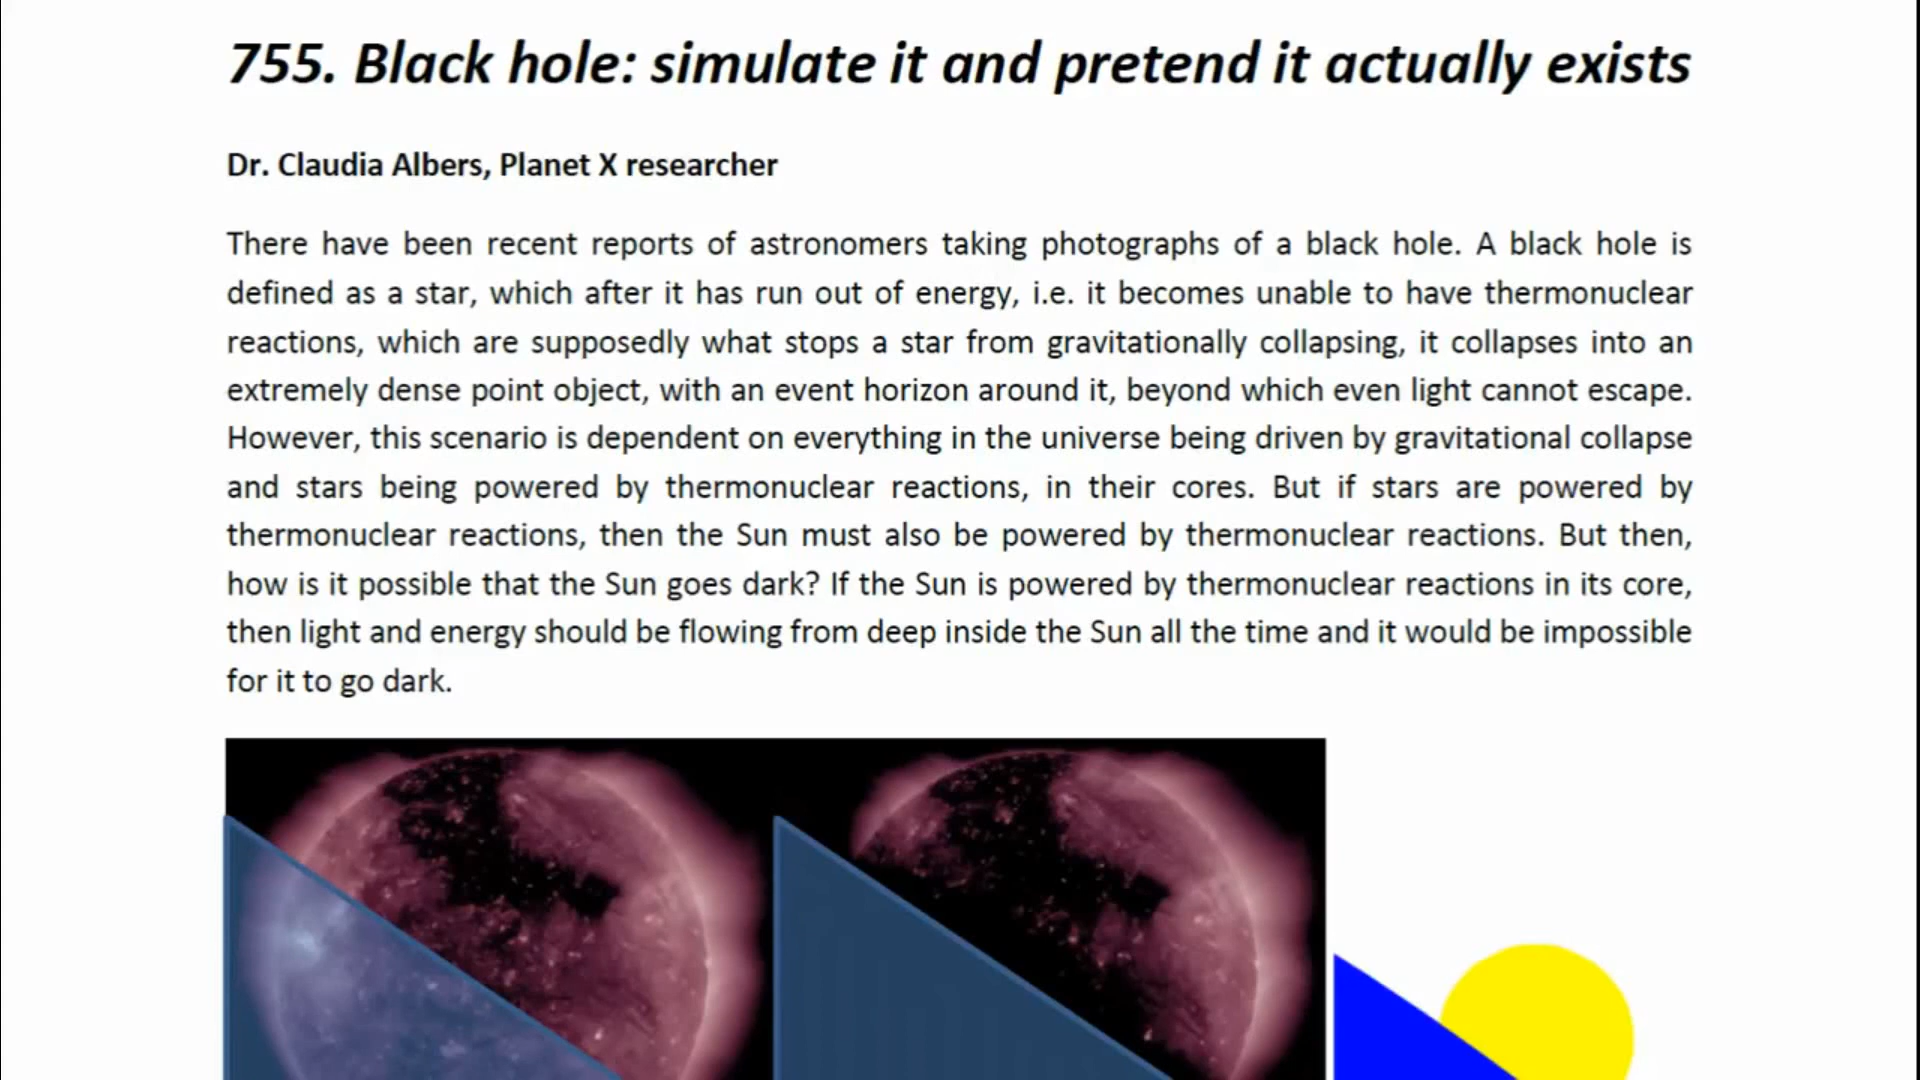 755. Black hole: simulate it and pretend it actually exists
Dr. Claudia Albers, Planet X researcher
There have been recent reports of astronomers taking photographs of a black hole. A black hole is
defined as a star, which after it has run out of energy, i.e. it becomes unable to have thermonuclear
reactions, which are supposedly what stops a star from gravitationally collapsing, it collapses into an
extremely dense point object, with an event horizon around it, beyond which even light cannot escape.
However, this scenario is dependent on everything in the universe being driven by gravitational collapse
and stars being powered by thermonuclear reactions, in their cores. But if stars are powered by
thermonuclear reactions, then the Sun must also be powered by thermonuclear reactions. But then,
how is it possible that the Sun goes dark? If the Sun is powered by thermonuclear reactions in its core,
then light and energy should be flowing from deep inside the Sun all the time and it would be impossible
for it to go dark.